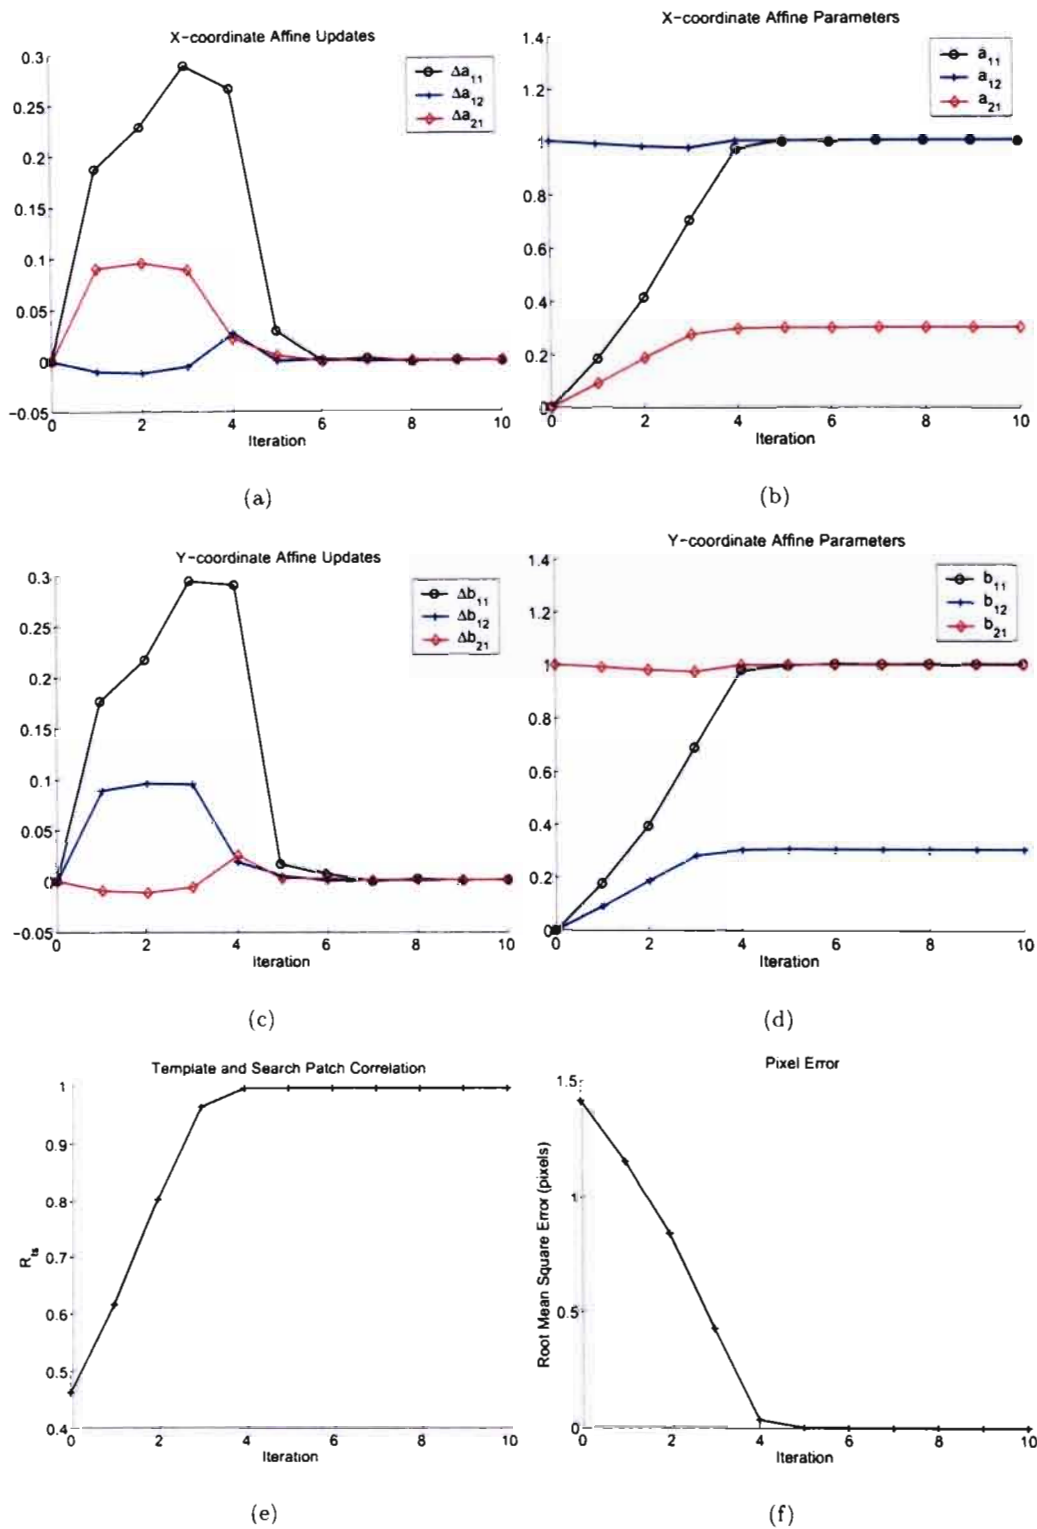 X-coordinate Affine Updates
0.3
0.25
0.2
0.15
0.1
0.05
0
-0.05
0 2 4 6 8 10
Iteration
Δa11
Δa12
Δa21
(a)
X-coordinate Affine Parameters
1.4
1.2
1
0.8
0.6
0.4
0.2
0
0 2 4 6 8 10
Iteration
a11
a12
a21
(b)
Y-coordinate Affine Updates
0.3
0.25
0.2
0.15
0.1
0.05
0
-0.05
0 2 4 6 8 10
Iteration
Δb11
Δb12
Δb21
(c)
Y-coordinate Affine Parameters
1.4
1.2
1
0.8
0.6
0.4
0.2
0
0 2 4 6 8 10
Iteration
b11
b12
b21
(d)
Template and Search Patch Correlation
1
0.9
0.8
0.7
0.6
0.5
0.4
Rts
0 2 4 6 8 10
Iteration
(e)
Pixel Error
1.5
1
0.5
0
Root Mean Square Error (pixels)
0 2 4 6 8 10
Iteration
(f)